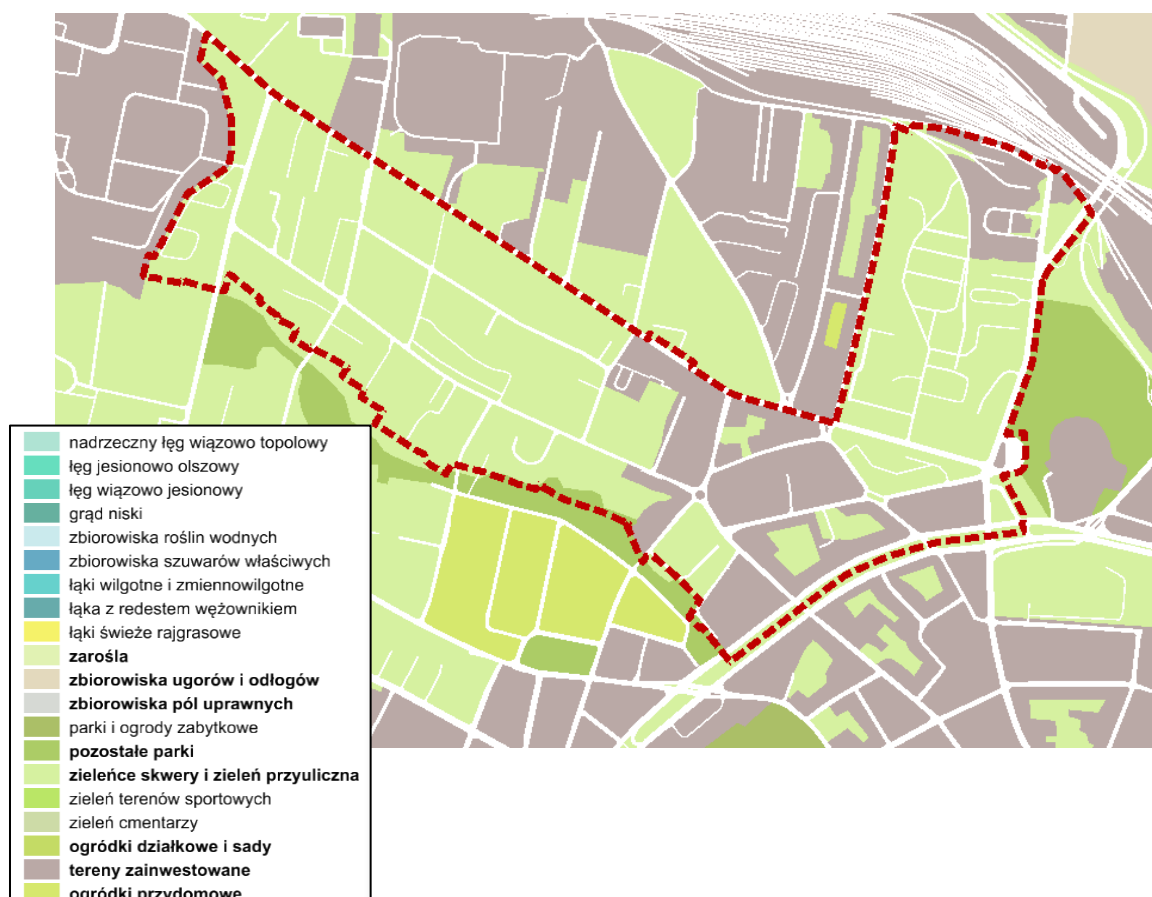 nadrzeczny łęg wiązowo topolowy
łęg jesionowo olszowy
łęg wiązowo jesionowy
grąd niski
zbiorowiska roślin wodnych
zbiorowiska szuwarów właściwych
łąki wilgotne i zmiennowilgotne
łąka z redestem wężownikiem
łąki świeże rajgrasowe
zarośla
zbiorowiska ugorów i odłogów
zbiorowiska pól uprawnych
parki i ogrody zabytkowe
pozostałe parki
zieleńce skwery i zieleń przyuliczna
zieleń terenów sportowych
zieleń cmentarzy
ogródki działkowe i sady
tereny zainwestowane
ogródki przydomowe